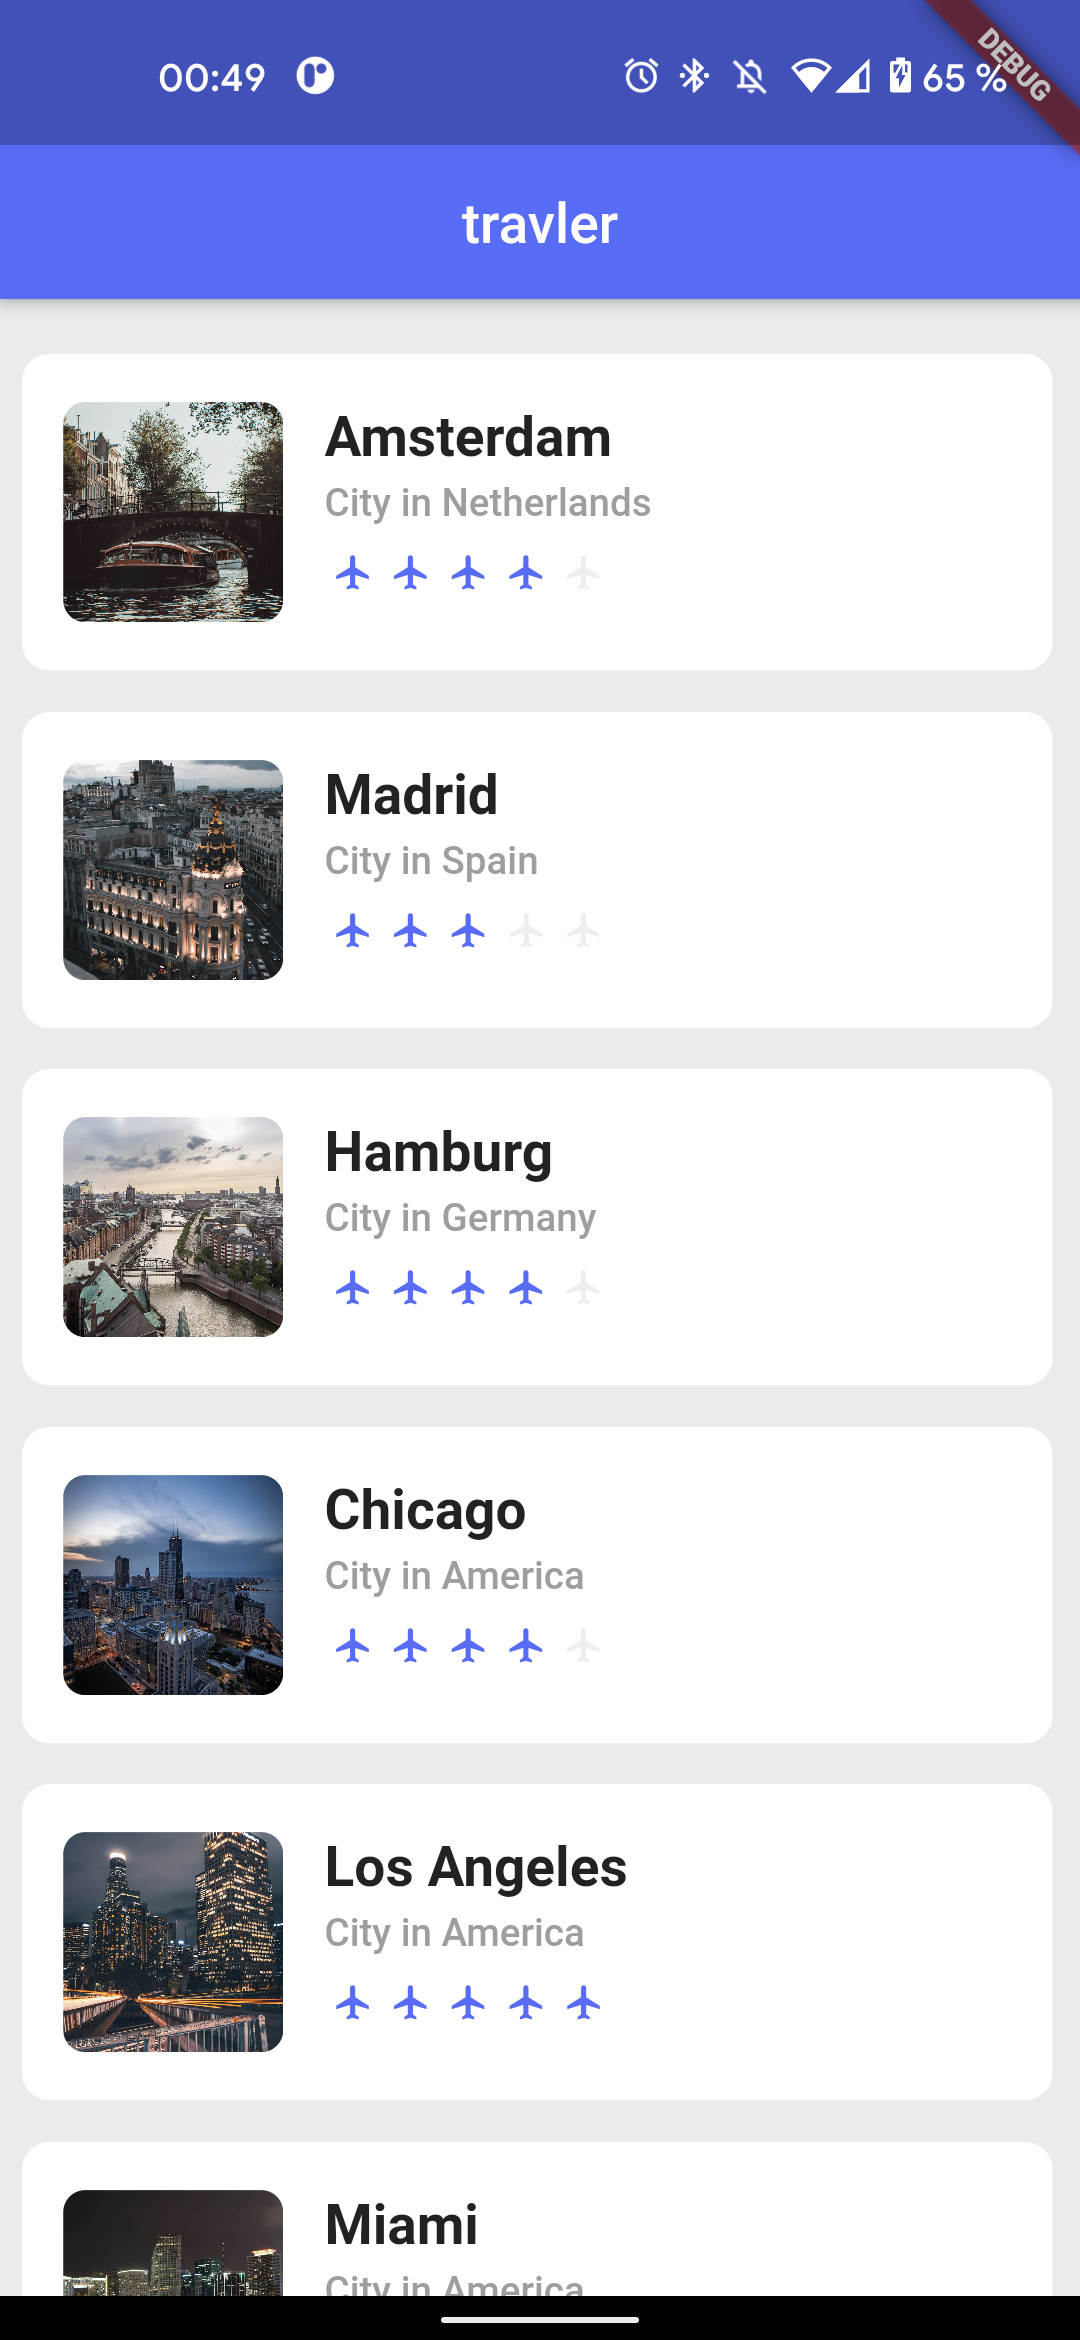 00:49
65 %
DEBUG
travler
Amsterdam
City in Netherlands
Madrid
City in Spain
Hamburg
City in Germany
Chicago
City in America
Los Angeles
City in America
Miami
City in America